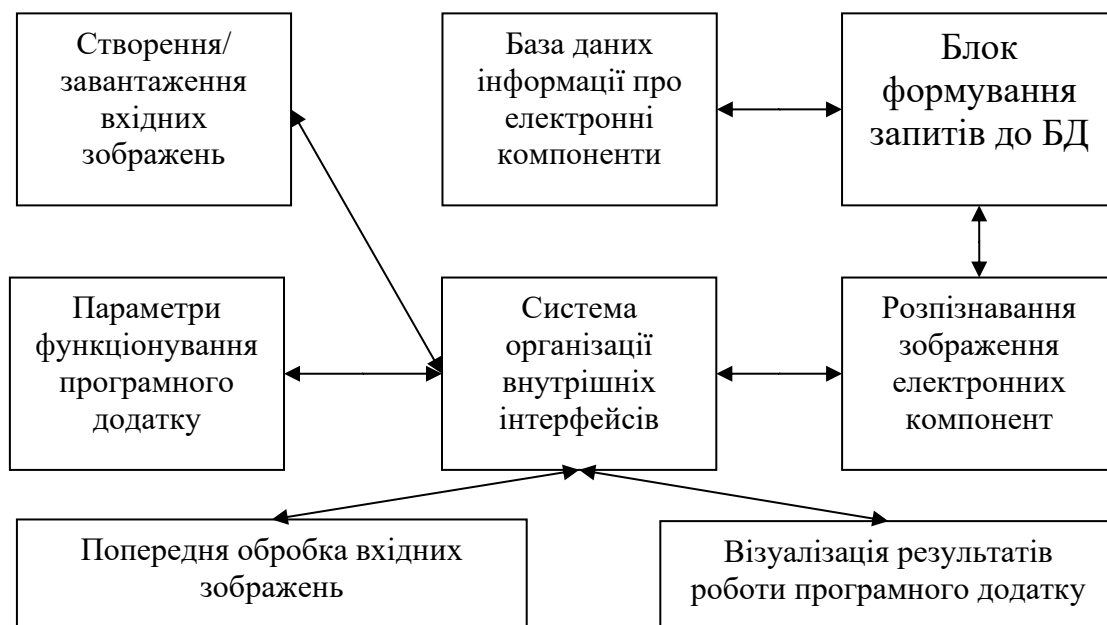 Створення/
завантаження
вхідних
зображень
База даних
інформації про
електронні
компоненти
Блок
формування
запитів до БД
Параметри
функціонування
програмного
додатку
Система
організації
внутрішніх
інтерфейсів
Розпізнавання
зображення
електронних
компонент
Попередня обробка вхідних
зображень
Візуалізація результатів
роботи програмного додатку